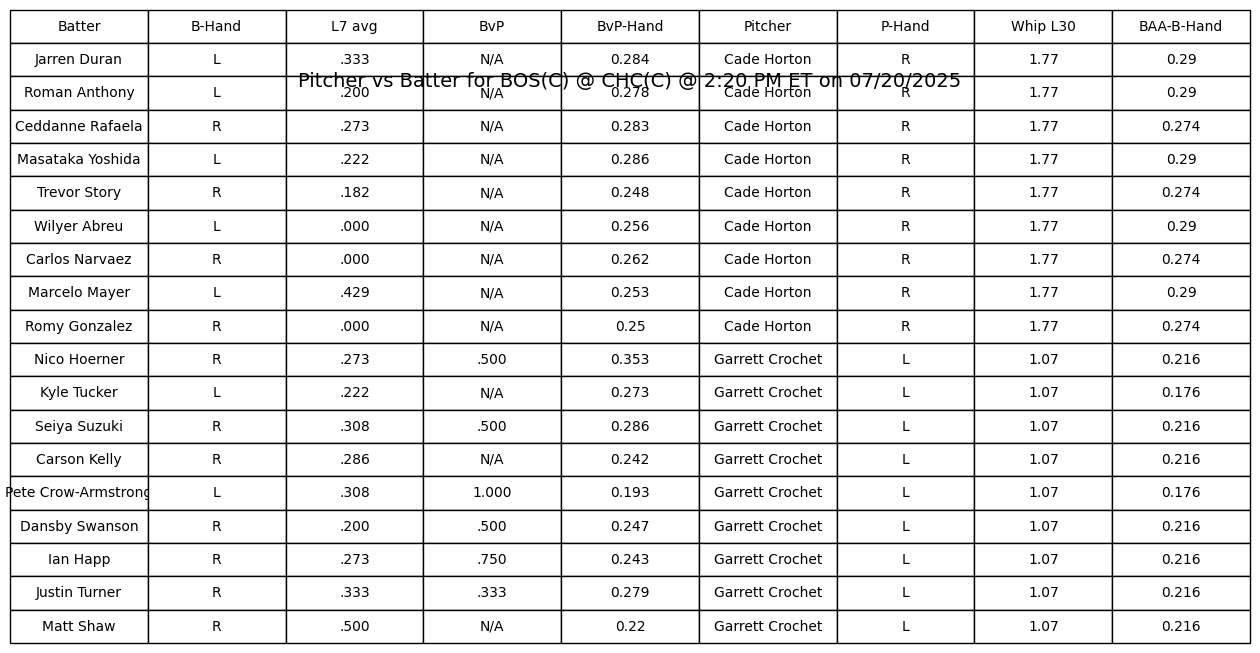 Batter B-Hand L7 avg BvP BvP-Hand Pitcher P-Hand Whip L30 BAA-B-Hand
Jarren Duran L .333 N/A 0.284 Cade Horton R 1.77 0.29
Pitcher vs Batter for BOS(C) @ CHC(C) @ 2:20 PM ET on 07/20/2025
Roman Anthony L .200 N/A 0.278 Cade Horton R 1.77 0.29
Ceddanne Rafaela R .273 N/A 0.283 Cade Horton R 1.77 0.274
Masataka Yoshida L .222 N/A 0.286 Cade Horton R 1.77 0.29
Trevor Story R .182 N/A 0.248 Cade Horton R 1.77 0.274
Wilyer Abreu L .000 N/A 0.256 Cade Horton R 1.77 0.29
Carlos Narvaez R .000 N/A 0.262 Cade Horton R 1.77 0.274
Marcelo Mayer L .429 N/A 0.253 Cade Horton R 1.77 0.29
Romy Gonzalez R .000 N/A 0.25 Cade Horton R 1.77 0.274
Nico Hoerner R .273 .500 0.353 Garrett Crochet L 1.07 0.216
Kyle Tucker L .222 N/A 0.273 Garrett Crochet L 1.07 0.176
Seiya Suzuki R .308 .500 0.286 Garrett Crochet L 1.07 0.216
Carson Kelly R .286 N/A 0.242 Garrett Crochet L 1.07 0.216
Pete Crow-Armstrong L .308 1.000 0.193 Garrett Crochet L 1.07 0.176
Dansby Swanson R .200 .500 0.247 Garrett Crochet L 1.07 0.216
Ian Happ R .273 .750 0.243 Garrett Crochet L 1.07 0.216
Justin Turner R .333 .333 0.279 Garrett Crochet L 1.07 0.216
Matt Shaw R .500 N/A 0.22 Garrett Crochet L 1.07 0.216